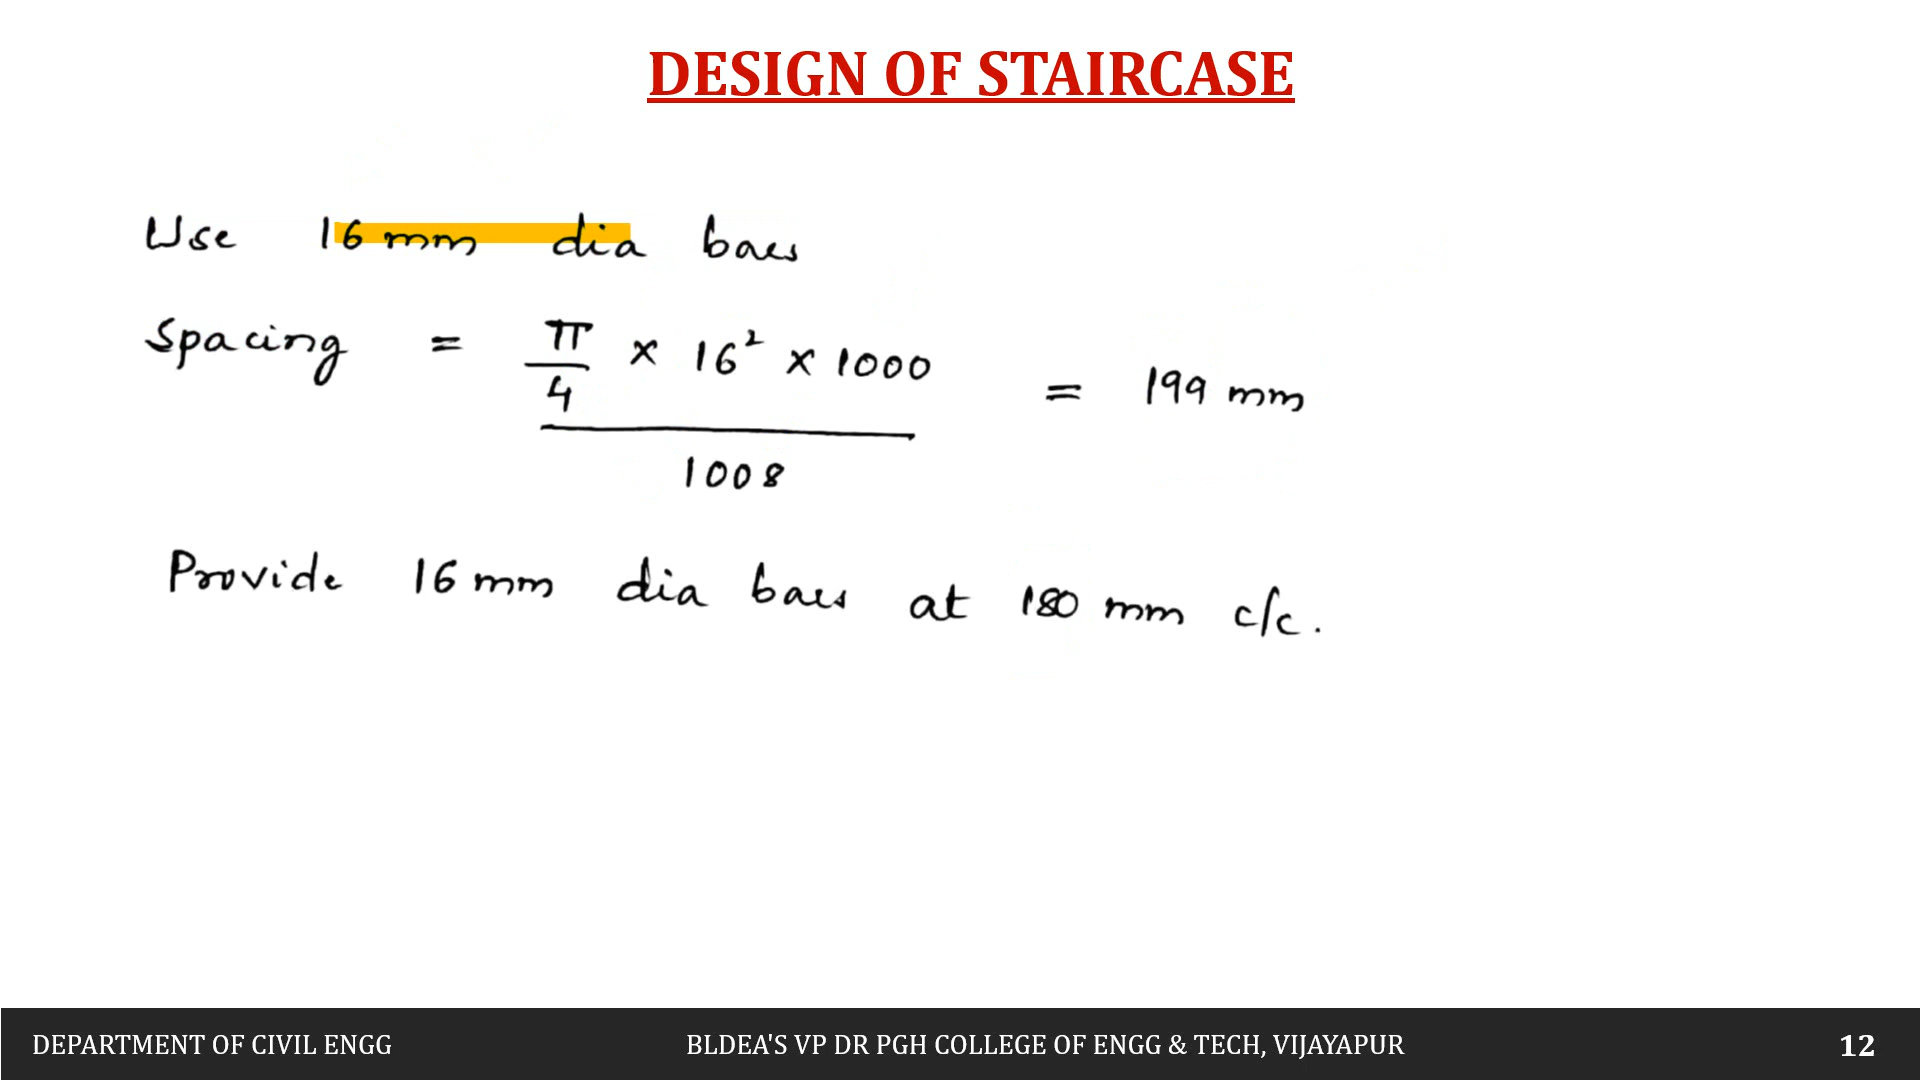 DESIGN OF STAIRCASE
Use 16 mm dia bars
Spacing = π/4 × 16² × 1000 / 1008 = 199 mm
Provide 16 mm dia bars at 180 mm c/c.
DEPARTMENT OF CIVIL ENGG BLDEA'S VP DR PGH COLLEGE OF ENGG & TECH, VIJAYAPUR 12